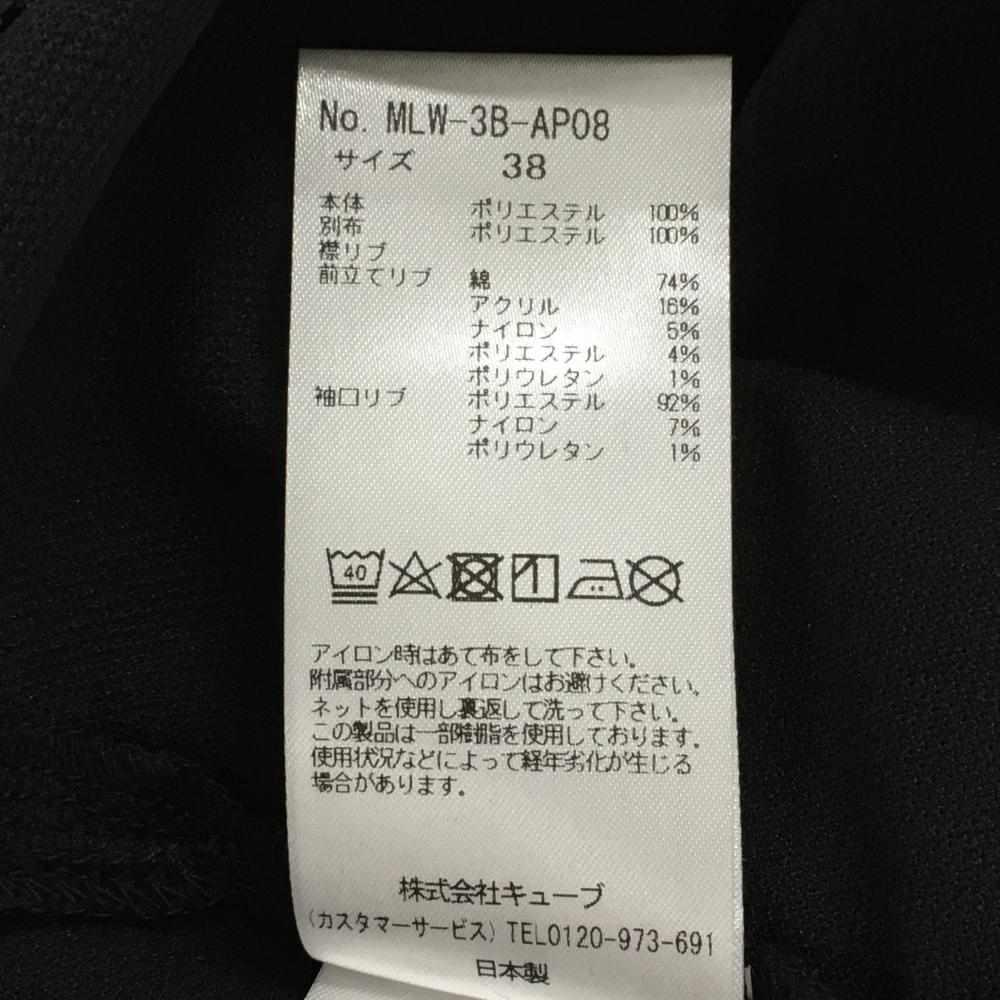 No. MLW-3B-AP08
サイズ 38
本体 ポリエステル 100%
別布 ポリエステル 100%
襟リブ
前立てリブ 綿 74%
アクリル 16%
ナイロン 5%
ポリエステル 4%
ポリウレタン 1%
袖口リブ ポリエステル 92%
ナイロン 7%
ポリウレタン 1%
40
アイロン時はあて布をして下さい。
附属部分へのアイロンはお避けください。
ネットを使用し裏返して洗って下さい。
この製品は一部樹脂を使用しております。
使用状況などによって経年劣化が生じる
場合があります。
株式会社キューブ
(カスタマーサービス) TEL0120-973-691
日本製